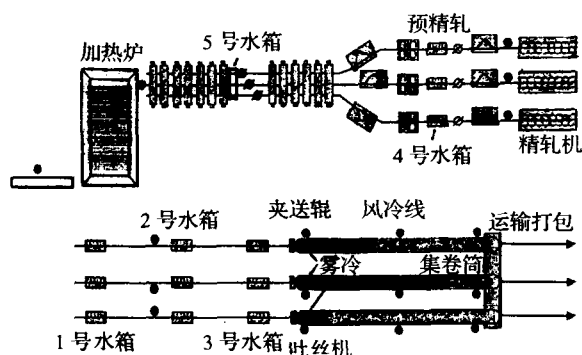 预精轧
5号水箱
加热炉
4号水箱
精轧机
2号水箱
夹送辊
风冷线
运输打包
雾冷
集卷筒
1号水箱
3号水箱
吐丝机